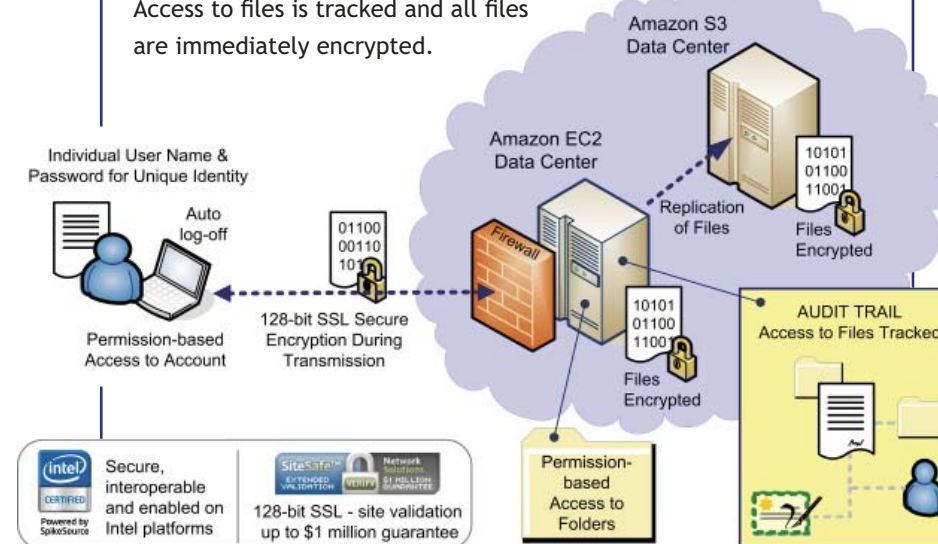 Access to files is tracked and all files
are immediately encrypted.
Amazon S3
Data Center
Amazon EC2
Data Center
Individual User Name &
Password for Unique Identity
Auto
log-off
Permission-based
Access to Account
01100
00110
128-bit SSL Secure
Encryption During
Transmission
Firewall
Replication
of Files
10101
01100
11001
Files
Encrypted
10101
01100
11001
Files
Encrypted
AUDIT TRAIL
Access to Files Tracked
Permission-
based
Access to
Folders
intel
CERTIFIED
Powered by
SpikeSource
Secure,
interoperable
and enabled on
Intel platforms
SiteSafe™
EXTENDED
VALIDATION
VERIFY
Network
Solutions
$1 MILLION
GUARANTEE
128-bit SSL - site validation
up to $1 million guarantee